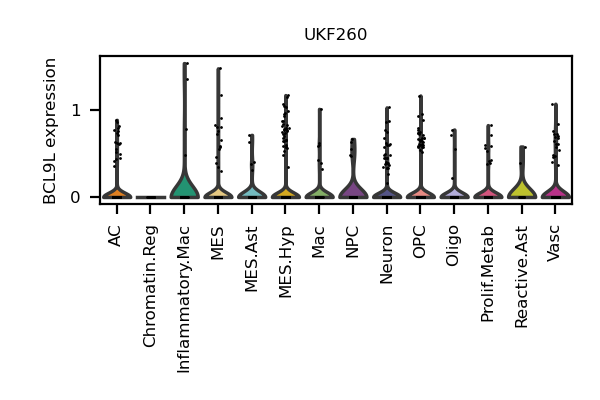 UKF260
BCL9L expression
1
0
AC
Chromatin.Reg
Inflammatory.Mac
MES
MES.Ast
MES.Hyp
Mac
NPC
Neuron
OPC
Oligo
Prolif.Metab
Reactive.Ast
Vasc